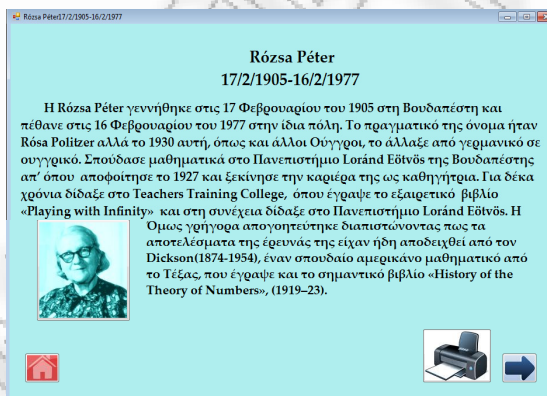 Rózsa Péter17/2/1905-16/2/1977
Rózsa Péter
17/2/1905-16/2/1977
Η Rózsa Péter γεννήθηκε στις 17 Φεβρουαρίου του 1905 στη Βουδαπέστη και
πέθανε στις 16 Φεβρουαρίου του 1977 στην ίδια πόλη. Το πραγματικό της όνομα ήταν
Rósa Politzer αλλά το 1930 αυτή, όπως και άλλοι Ούγγροι, το άλλαξε από γερμανικό σε
ουγγρικό. Σπούδασε μαθηματικά στο Πανεπιστήμιο Loránd Eötvös της Βουδαπέστης
απ’ όπου αποφοίτησε το 1927 και ξεκίνησε την καριέρα της ως καθηγήτρια. Για δέκα
χρόνια δίδαξε στο Teachers Training College, όπου έγραψε το εξαιρετικό βιβλίο
«Playing with Infinity» και στη συνέχεια δίδαξε στο Πανεπιστήμιο Loránd Eötvös. Η
Όμως γρήγορα απογοητεύτηκε διαπιστώνοντας πως τα
αποτελέσματα της έρευνάς της είχαν ήδη αποδειχθεί από τον
Dickson(1874-1954), έναν σπουδαίο αμερικάνο μαθηματικό από
το Τέξας, που έγραψε και το σημαντικό βιβλίο «History of the
Theory of Numbers», (1919–23).